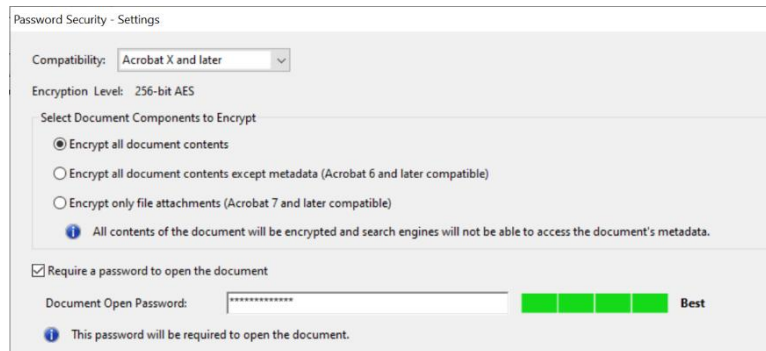 Password Security - Settings
Compatibility: Acrobat X and later
Encryption Level: 256-bit AES
Select Document Components to Encrypt
Encrypt all document contents
Encrypt all document contents except metadata (Acrobat 6 and later compatible)
Encrypt only file attachments (Acrobat 7 and later compatible)
All contents of the document will be encrypted and search engines will not be able to access the document's metadata.
Require a password to open the document
Document Open Password: ************* Best
This password will be required to open the document.